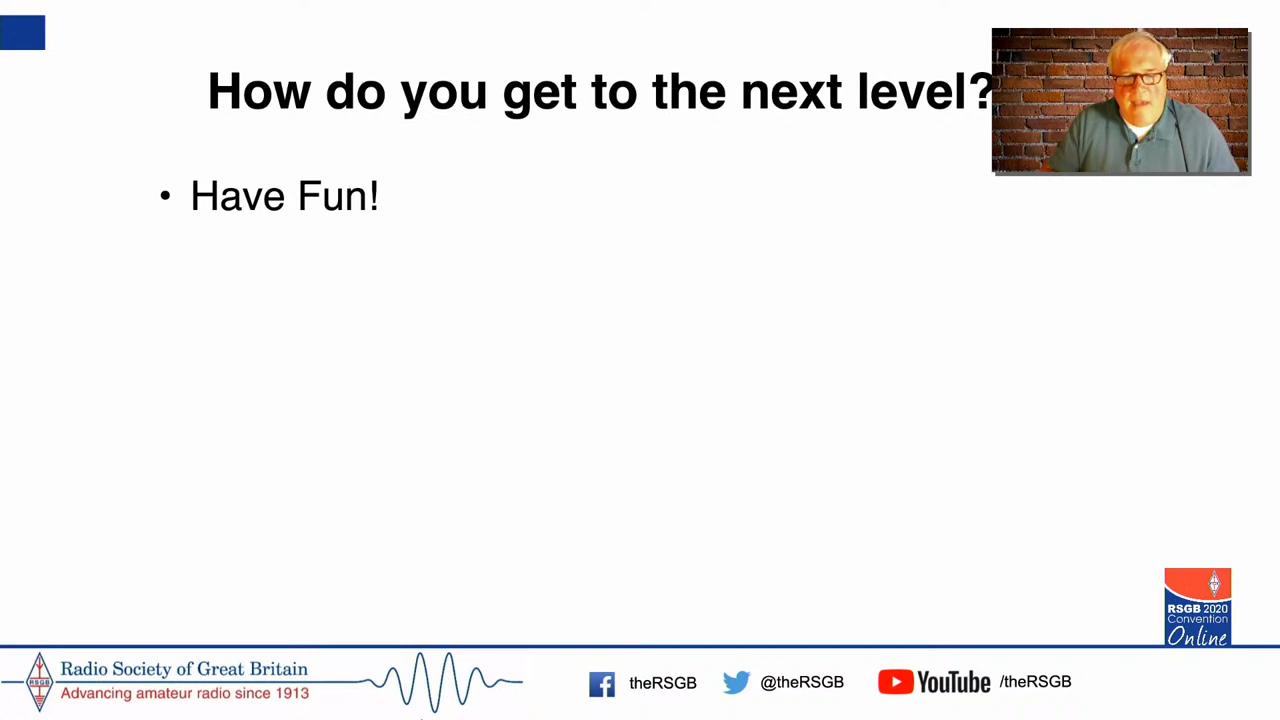 How do you get to the next level?
• Have Fun!
RSGB 2020
Convention
Online
RSGB
Radio Society of Great Britain
Advancing amateur radio since 1913
theRSGB
@theRSGB
YouTube /theRSGB